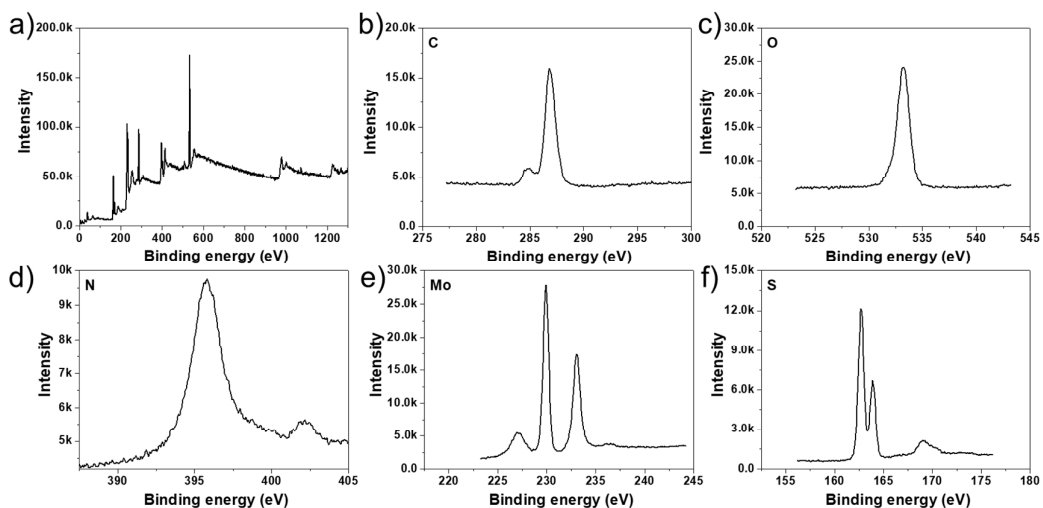 a)
200.0k
150.0k
100.0k
50.0k
0.0
Intensity
0 200 400 600 800 1000 1200
Binding energy (eV)
b)
C
20.0k
15.0k
10.0k
5.0k
0.0
Intensity
275 280 285 290 295 300
Binding energy (eV)
c)
O
30.0k
25.0k
20.0k
15.0k
10.0k
5.0k
0.0
Intensity
520 525 530 535 540 545
Binding energy (eV)
d)
N
10k
9k
8k
7k
6k
5k
Intensity
390 395 400 405
Binding energy (eV)
e)
Mo
30.0k
25.0k
20.0k
15.0k
10.0k
5.0k
0.0
Intensity
220 225 230 235 240 245
Binding energy (eV)
f)
S
15.0k
12.0k
9.0k
6.0k
3.0k
0.0
Intensity
155 160 165 170 175 180
Binding energy (eV)